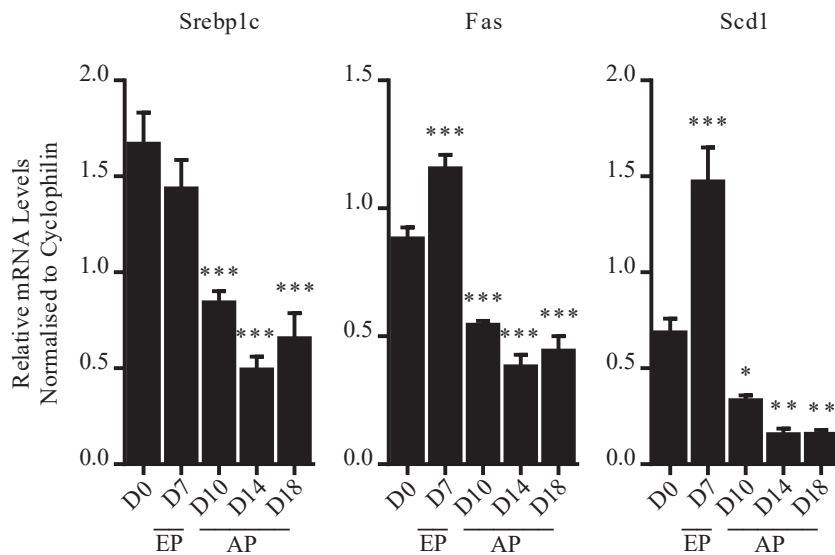 Srebp1c
Fas
Scd1
Relative mRNA Levels
Normalised to Cyclophilin
2.0
1.5
1.0
0.5
0.0
***
***
***
D0 D7 D10 D14 D18
EP AP
1.5
1.0
0.5
0.0
***
***
***
***
D0 D7 D10 D14 D18
EP AP
2.0
1.5
1.0
0.5
0.0
***
*
**
**
D0 D7 D10 D14 D18
EP AP